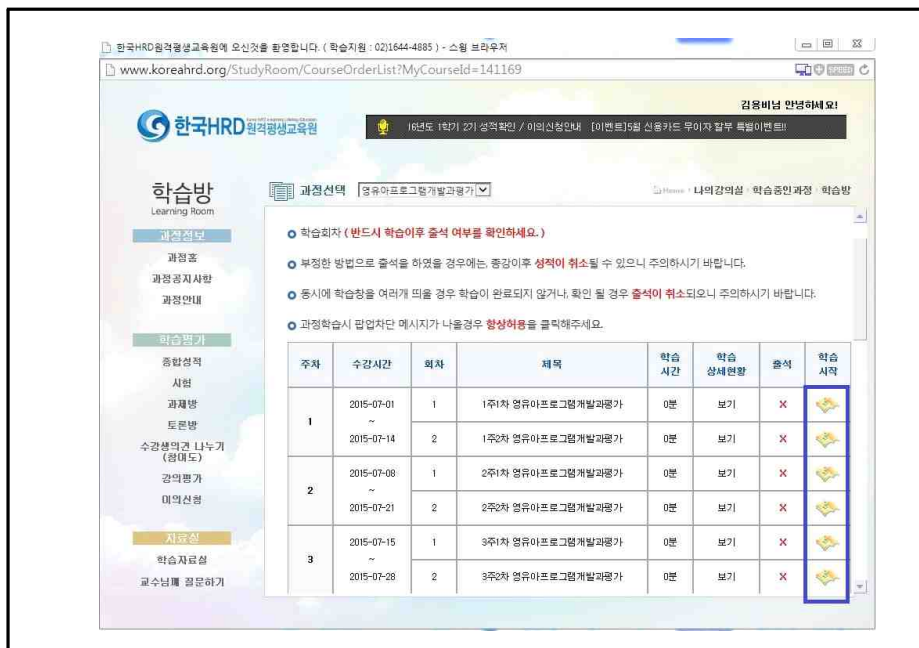 한국HRD원격평생교육원에 오신것을 환영합니다. ( 학습지원 : 02)1644-4885 ) - 스윙 브라우저
www.koreahrd.org/StudyRoom/CourseOrderList?MyCourseId=141169
SPEED
김용비님 안녕하세요!
한국HRD원격평생교육원
16년도 1학기 2기 성적확인 / 이의신청안내 [이벤트]5월 신용카드 무이자 할부 특별이벤트!!
학습방
Learning Room
과정선택 영유아프로그램개발과평가
Home > 나의강의실 > 학습중인과정 > 학습방
과정정보
과정홈
과정공지사항
과정안내
학습평가
종합성적
시험
과제방
토론방
수강생의견 나누기
(참여도)
강의평가
이의신청
자료실
학습자료실
교수님께 질문하기
학습회차 ( 반드시 학습이후 출석 여부를 확인하세요. )
부정한 방법으로 출석을 하였을 경우에는, 종강이후 성적이 취소될 수 있으니 주의하시기 바랍니다.
동시에 학습창을 여러개 띄울 경우 학습이 완료되지 않거나, 확인 될 경우 출석이 취소되오니 주의하시기 바랍니다.
과정학습시 팝업차단 메시지가 나올경우 항상허용을 클릭해주세요.
주차 수강시간 회차 제목 학습시간 학습상세현황 출석 학습시작
1 2015-07-01 ~ 2015-07-14 1 1주1차 영유아프로그램개발과평가 0분 보기 X
2 1주2차 영유아프로그램개발과평가 0분 보기 X
2 2015-07-08 ~ 2015-07-21 1 2주1차 영유아프로그램개발과평가 0분 보기 X
2 2주2차 영유아프로그램개발과평가 0분 보기 X
3 2015-07-15 ~ 2015-07-28 1 3주1차 영유아프로그램개발과평가 0분 보기 X
2 3주2차 영유아프로그램개발과평가 0분 보기 X